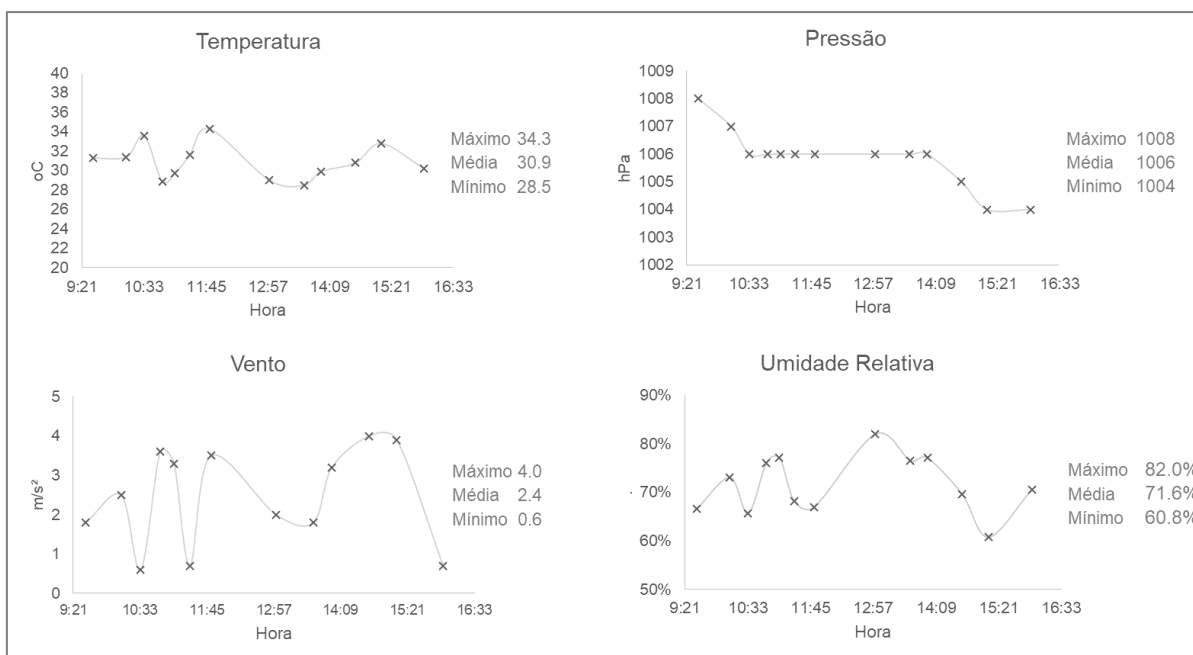 Temperatura
40
38
36
34
32
30
28
26
24
22
20
oC
9:21 10:33 11:45 12:57 14:09 15:21 16:33
Hora
Máximo 34.3
Média 30.9
Mínimo 28.5
Pressão
1009
1008
1007
1006
1005
1004
1003
1002
hPa
9:21 10:33 11:45 12:57 14:09 15:21 16:33
Hora
Máximo 1008
Média 1006
Mínimo 1004
Vento
5
4
3
2
1
0
m/s²
9:21 10:33 11:45 12:57 14:09 15:21 16:33
Hora
Máximo 4.0
Média 2.4
Mínimo 0.6
Umidade Relativa
90%
80%
70%
60%
50%
9:21 10:33 11:45 12:57 14:09 15:21 16:33
Hora
Máximo 82.0%
Média 71.6%
Mínimo 60.8%